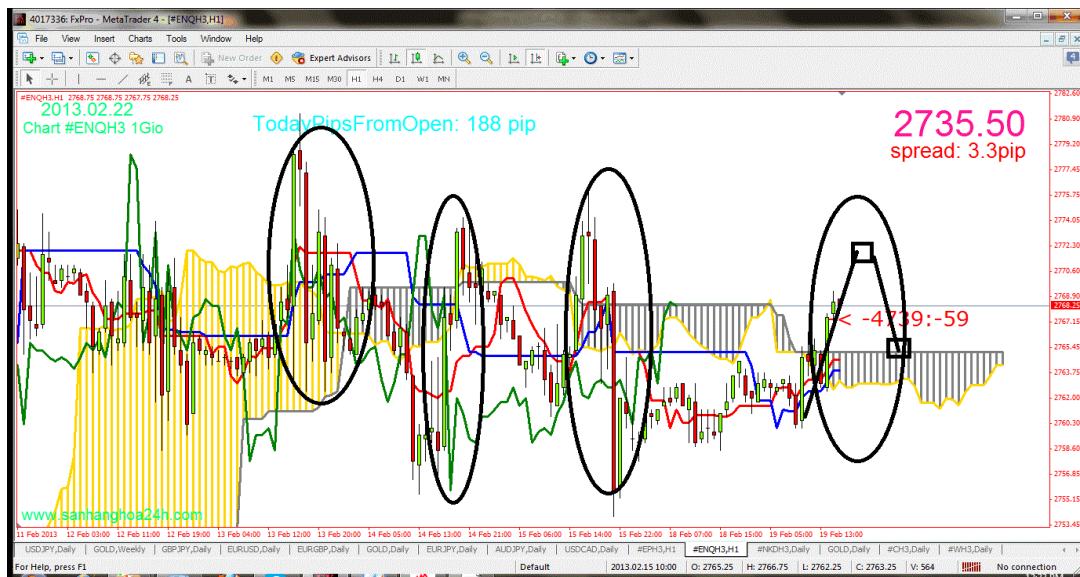 4017336: FxPro - MetaTrader 4 - [#ENQH3,H1]
File View Insert Charts Tools Window Help
New Order Expert Advisors
4
A T M1 M5 M15 M30 H1 H4 D1 W1 MN
#ENQH3,H1 2768.75 2768.75 2767.75 2768.25
2013.02.22
Chart #ENQH3 1Gio
TodayPipsFromOpen: 188 pip
2735.50
spread: 3.3pip
2782.60
2780.90
2779.20
2777.45
2775.75
2774.05
2772.30
2770.60
2768.90
2768.25
2767.15
2765.45
2763.75
2762.00
2760.30
2758.60
2756.85
2755.15
2753.45
< -4739:-59
www.sanhanghoa24h.com
11 Feb 2013 12 Feb 03:00 12 Feb 11:00 12 Feb 19:00 13 Feb 04:00 13 Feb 12:00 13 Feb 20:00 14 Feb 05:00 14 Feb 13:00 14 Feb 21:00 15 Feb 06:00 15 Feb 14:00 15 Feb 22:00 18 Feb 07:00 18 Feb 15:00 19 Feb 05:00 19 Feb 13:00
USDJPY,Daily GOLD,Weekly GBPJPY,Daily EURUSD,Daily EURGBP,Daily GOLD,Daily EURJPY,Daily AUDJPY,Daily USDCAD,Daily #EPH3,H1 #ENQH3,H1 #NKDH3,Daily GOLD,Daily #CH3,Daily #WH3,Daily
For Help, press F1 Default 2013.02.15 10:00 O: 2765.25 H: 2766.75 L: 2762.25 C: 2763.25 V: 564 No connection